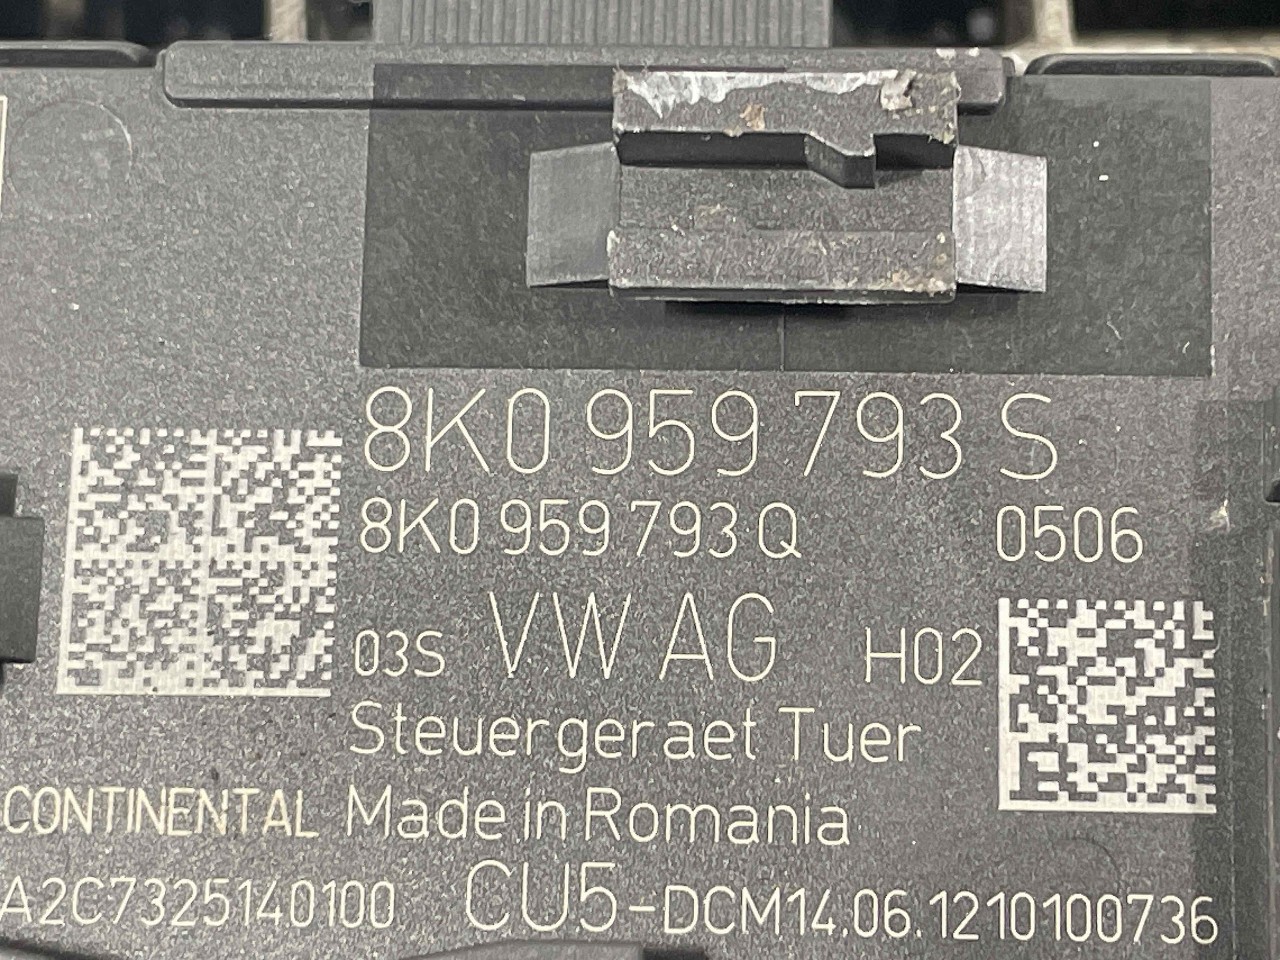 8K0 959 793 S
8K0 959 793 Q 0506
03S VW AG H02
Steuergeraet Tuer
CONTINENTAL Made in Romania
A2C7325140100 CU5-DCM14.06.1210100736